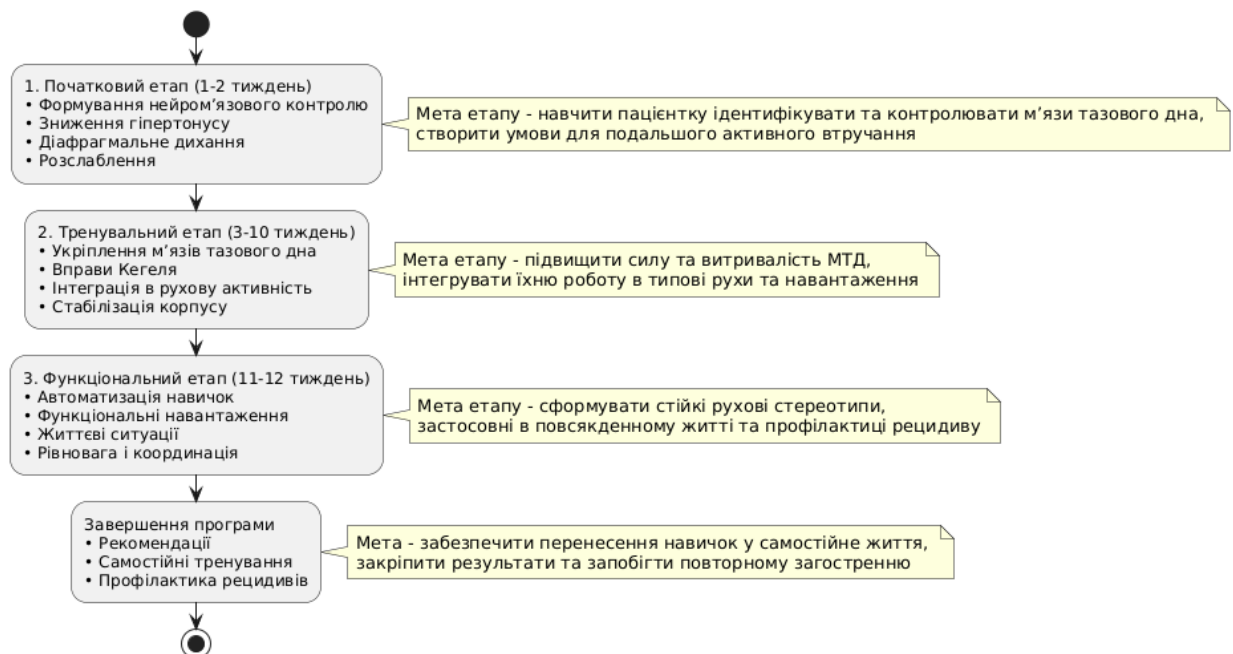 1. Початковий етап (1-2 тиждень)
• Формування нейром’язового контролю
• Зниження гіпертонусу
• Діафрагмальне дихання
• Розслаблення
Мета етапу - навчити пацієнтку ідентифікувати та контролювати м’язи тазового дна,
створити умови для подальшого активного втручання
2. Тренувальний етап (3-10 тиждень)
• Укріплення м’язів тазового дна
• Вправи Кегеля
• Інтеграція в рухову активність
• Стабілізація корпусу
Мета етапу - підвищити силу та витривалість МТД,
інтегрувати їхню роботу в типові рухи та навантаження
3. Функціональний етап (11-12 тиждень)
• Автоматизація навичок
• Функціональні навантаження
• Життєві ситуації
• Рівновага і координація
Мета етапу - сформувати стійкі рухові стереотипи,
застосовні в повсякденному житті та профілактиці рецидиву
Завершення програми
• Рекомендації
• Самостійні тренування
• Профілактика рецидивів
Мета - забезпечити перенесення навичок у самостійне життя,
закріпити результати та запобігти повторному загостренню